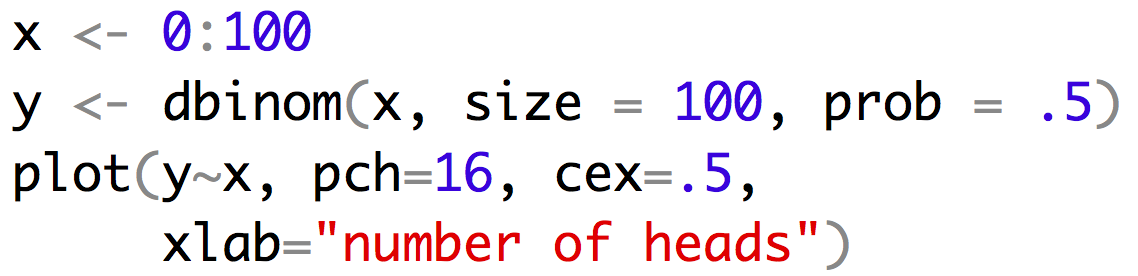 x <- 0:100
y <- dbinom(x, size = 100, prob = .5)
plot(y~x, pch=16, cex=.5,
     xlab="number of heads")